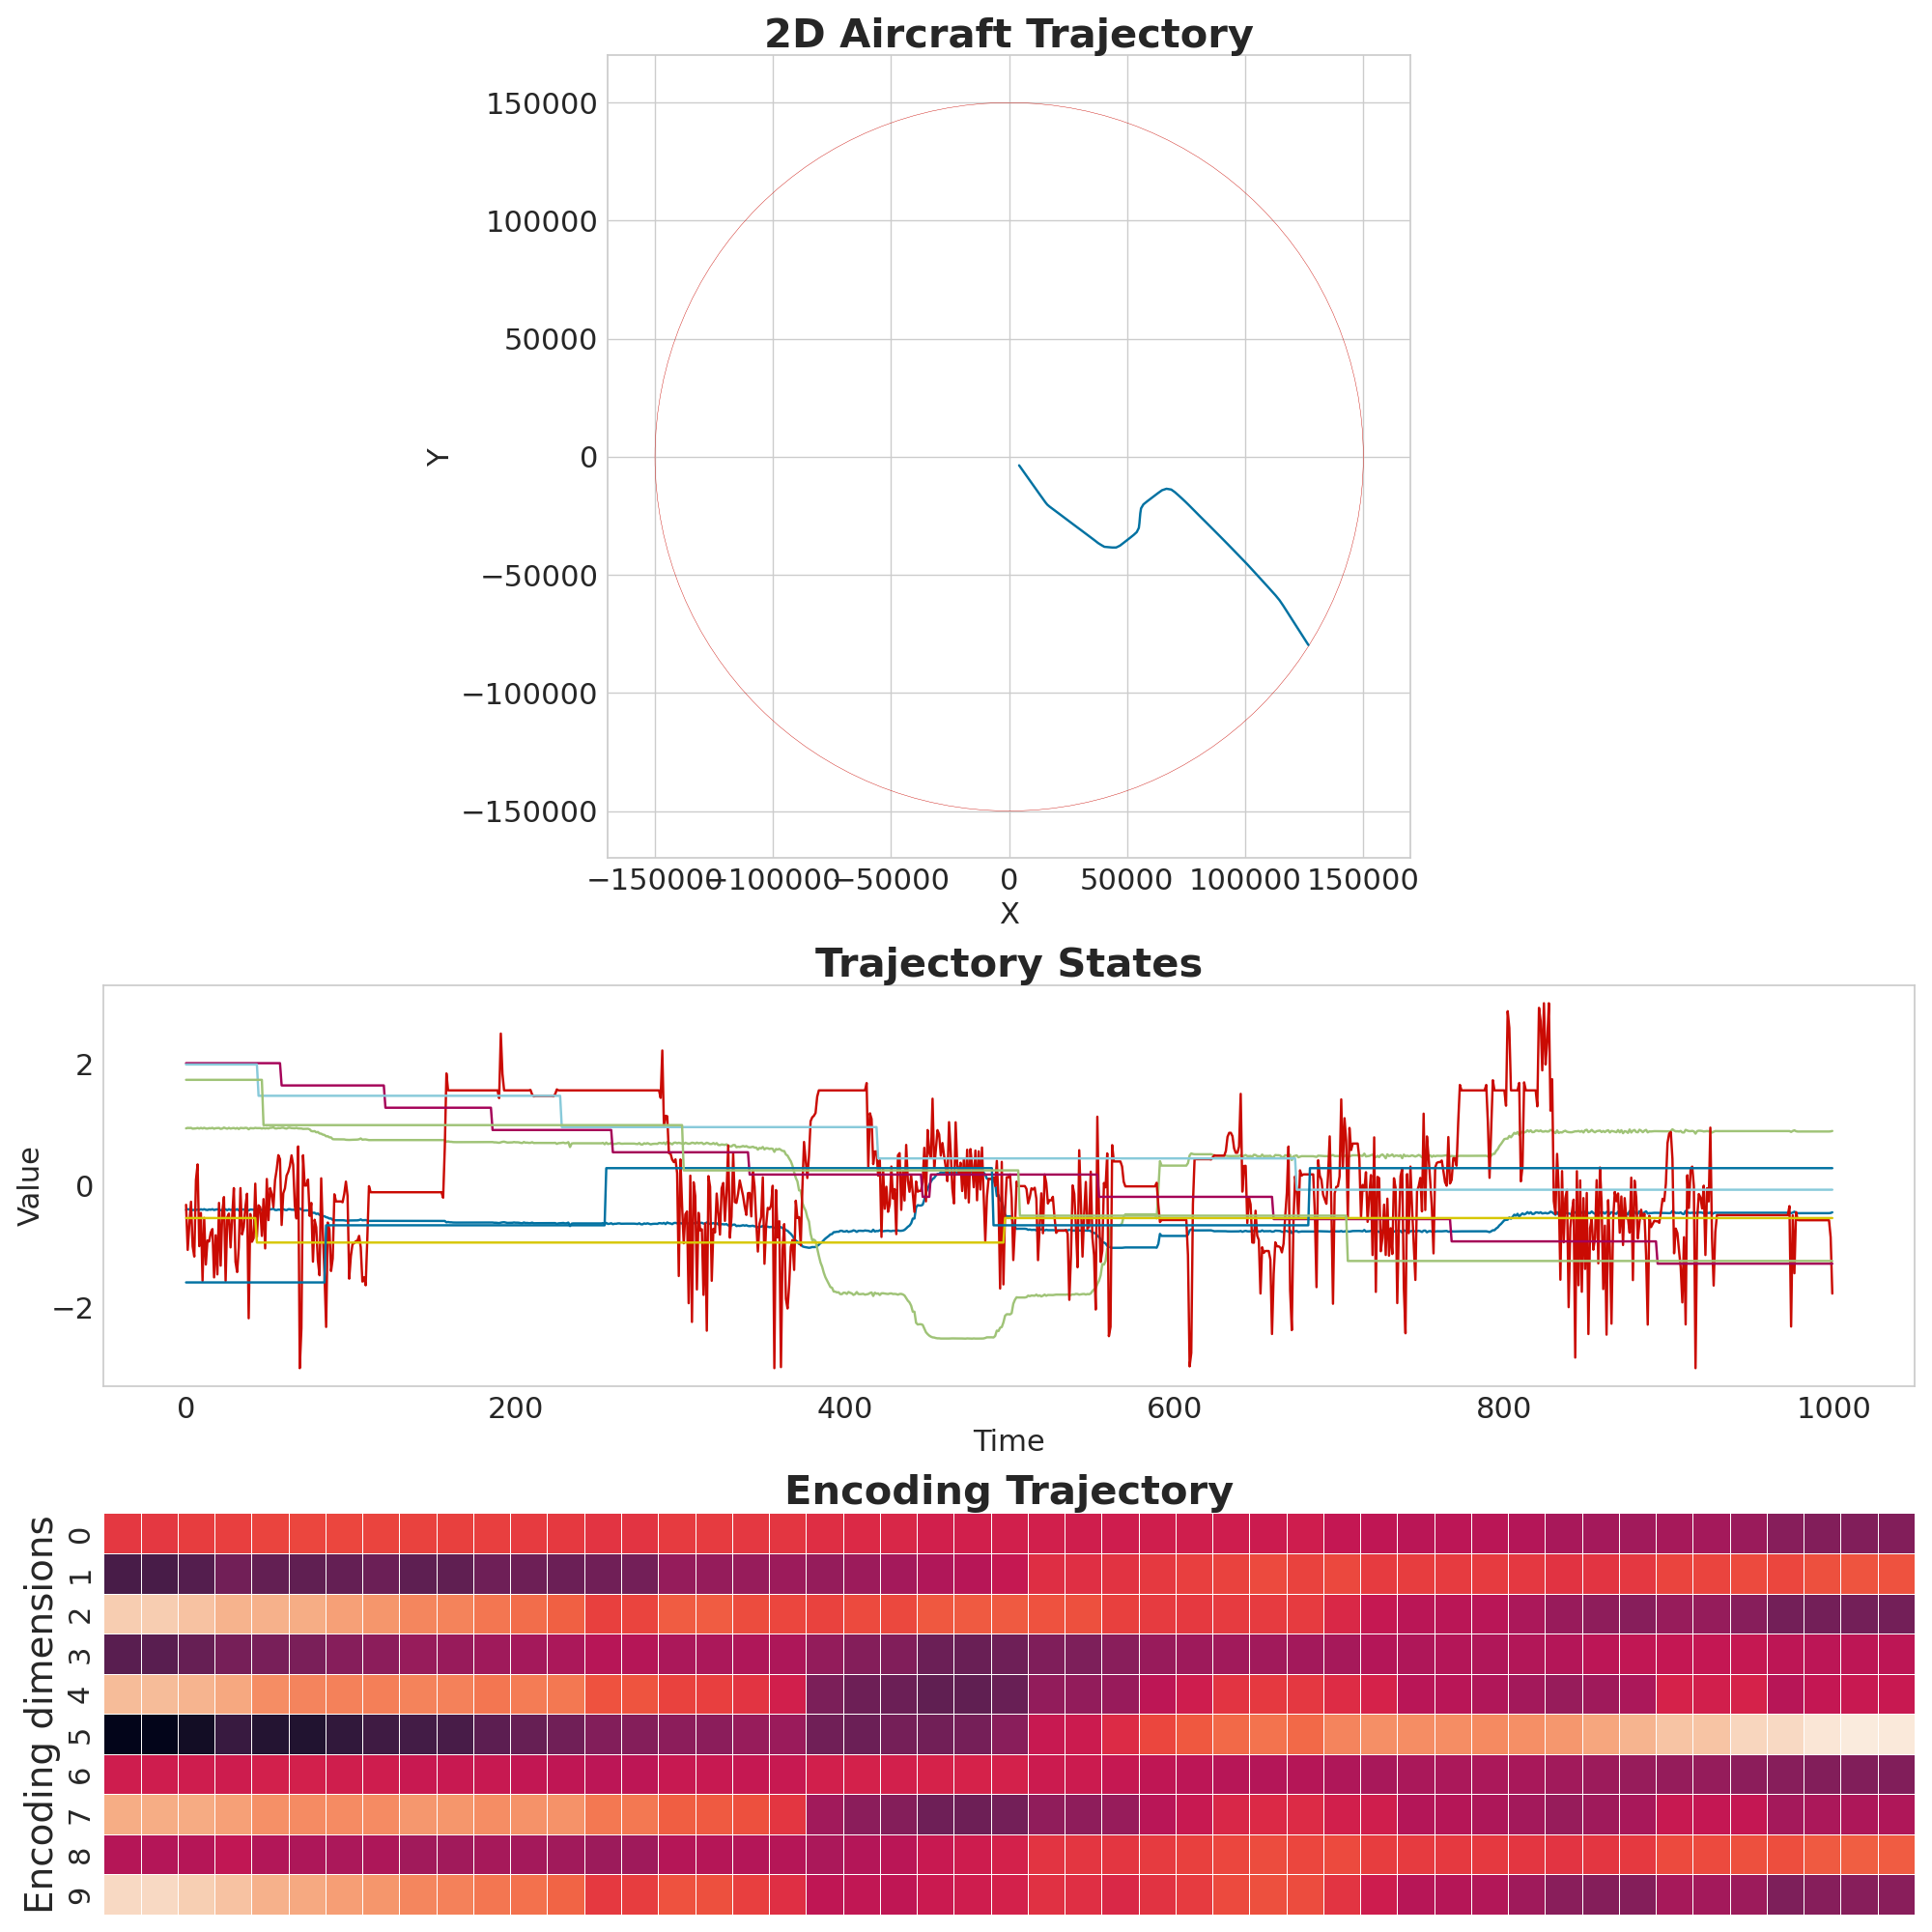 2D Aircraft Trajectory
150000
100000
50000
0
−50000
−100000
−150000
Y
−150000 −100000 −50000 0 50000 100000 150000
X
Trajectory States
2
0
−2
Value
0 200 400 600 800 1000
Time
Encoding Trajectory
Encoding dimensions
0
1
2
3
4
5
6
7
8
9